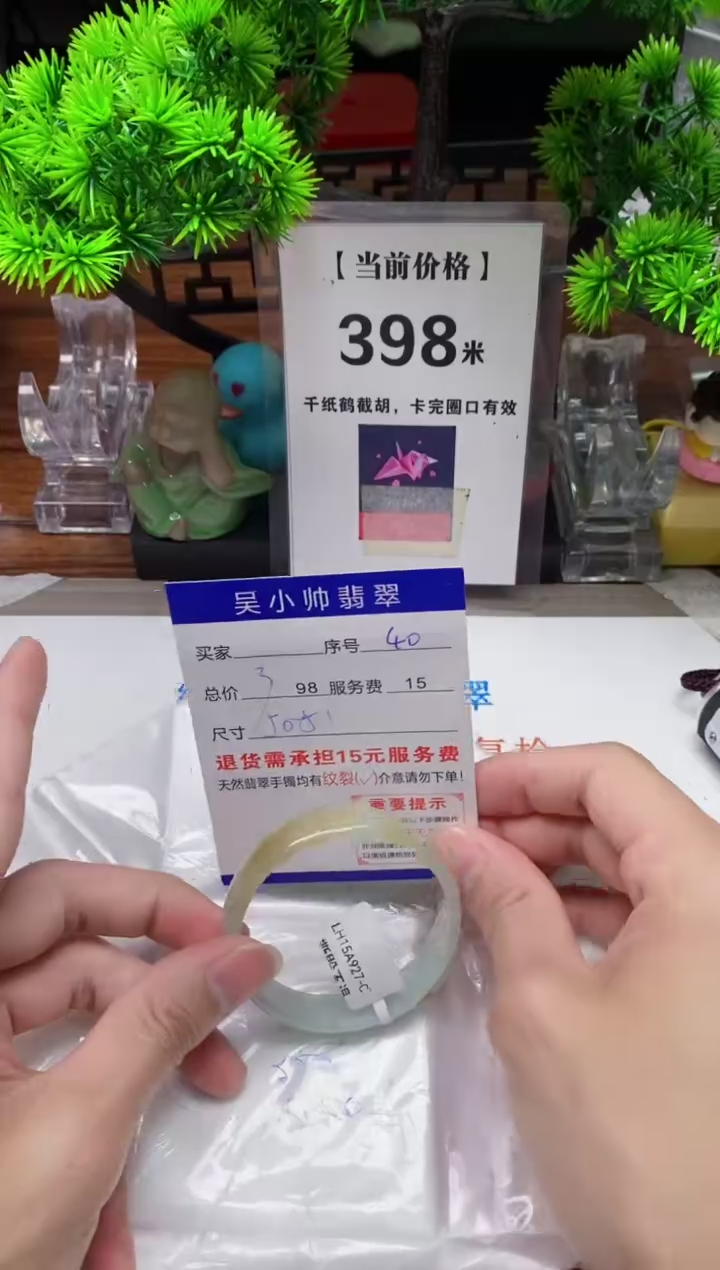 【当前价格】
398米
千纸鹤截胡，卡完圈口有效
吴小帅翡翠
买家 序号 40
总价 3 98 服务费 15
尺寸
翠
退货需承担15元服务费
天然翡翠手镯均有纹裂(✓)介意请勿下单!
重要提示
LH15A927-C